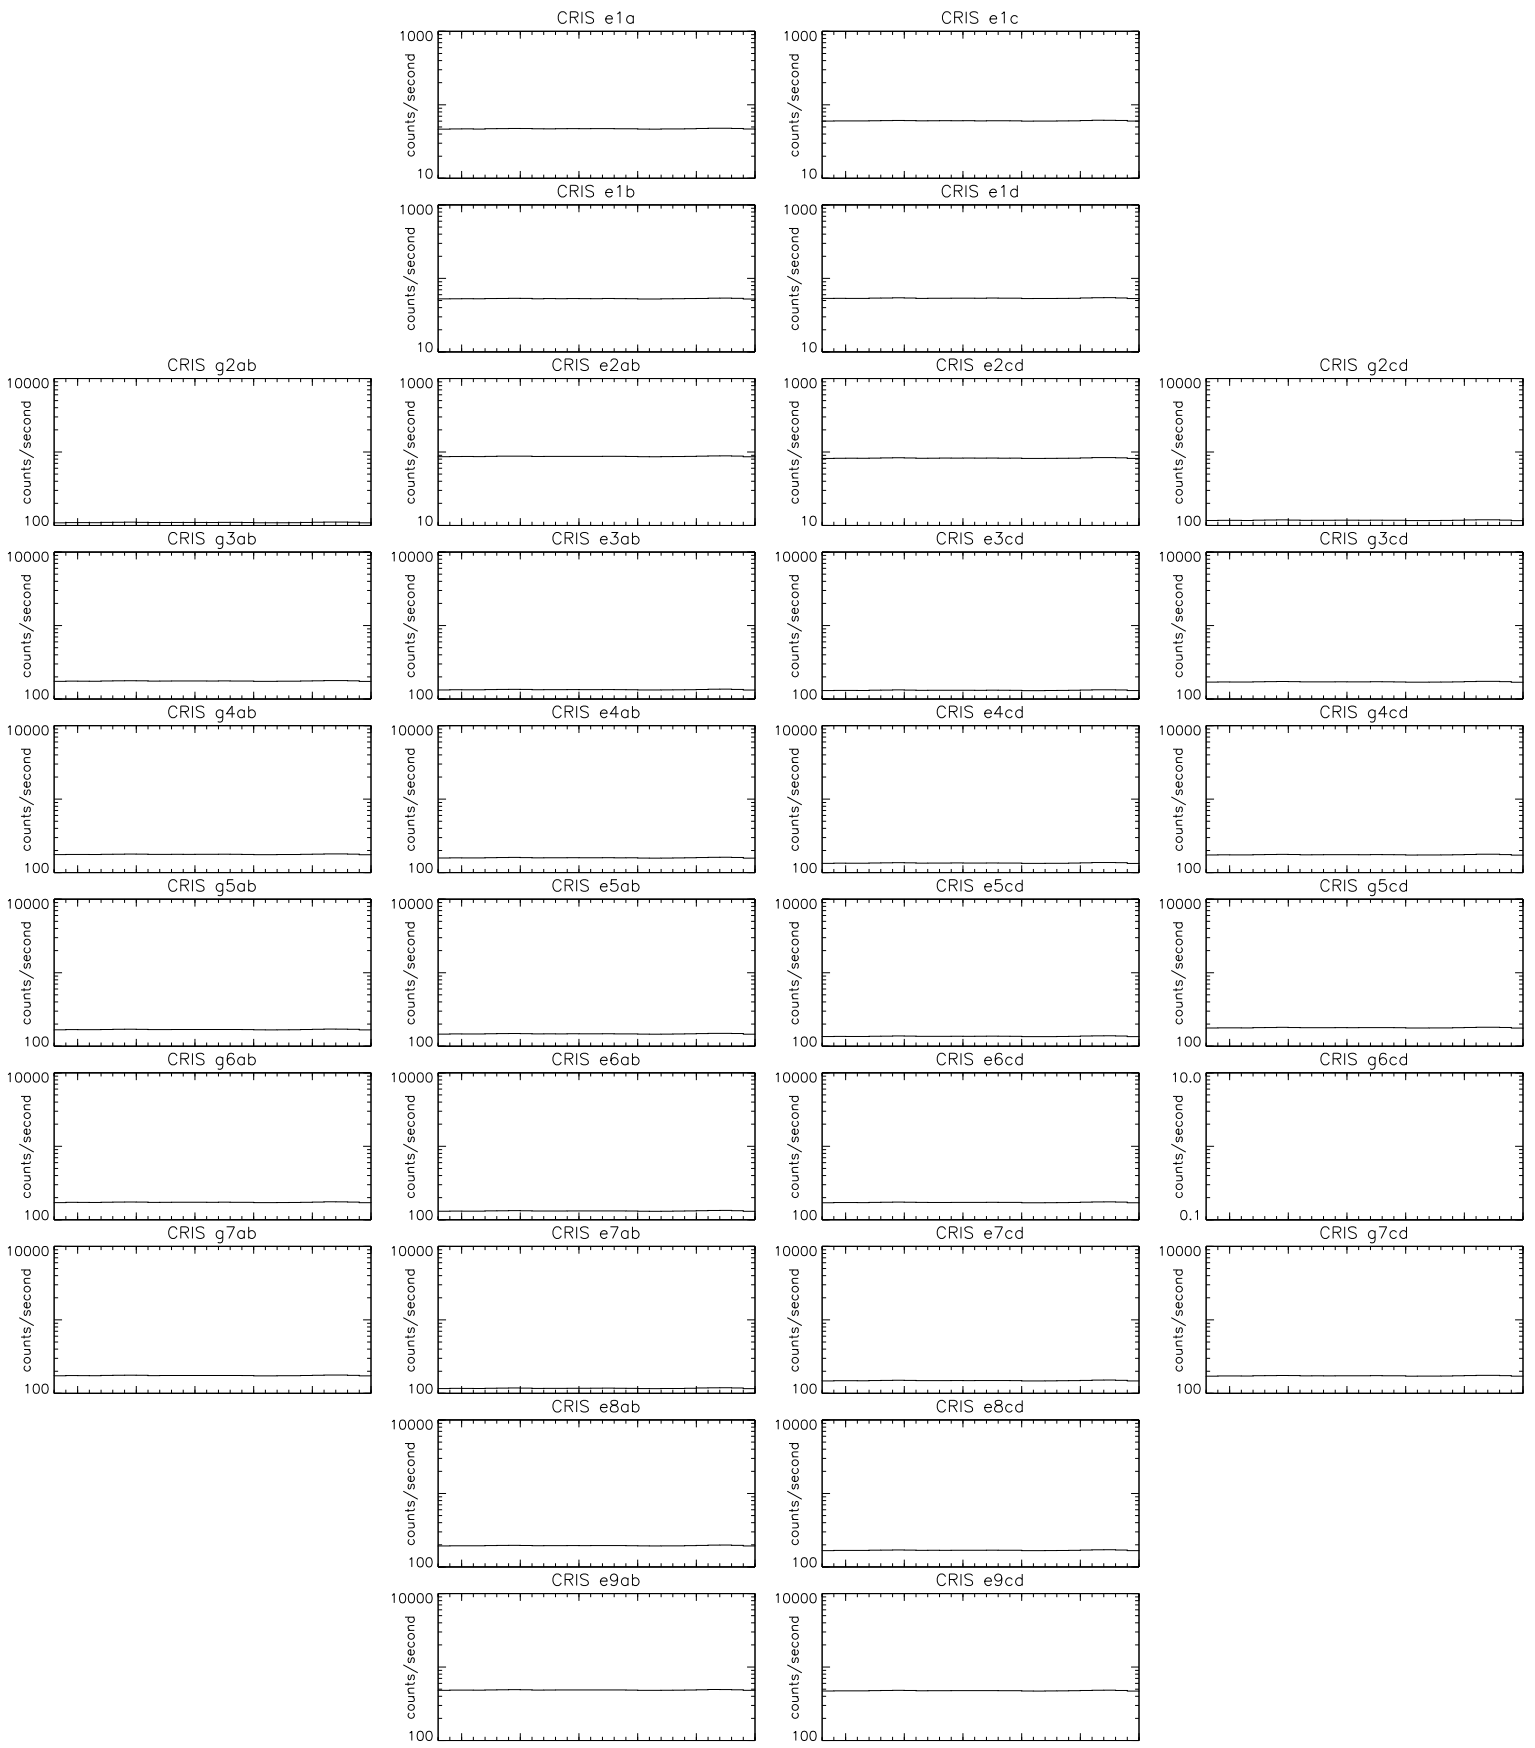 CRIS e1a
CRIS e1c
1000
counts/second
10
1000
counts/second
10
CRIS e1b
CRIS e1d
1000
counts/second
10
1000
counts/second
10
CRIS g2ab
CRIS e2ab
CRIS e2cd
CRIS g2cd
10000
counts/second
100
1000
counts/second
10
1000
counts/second
10
10000
counts/second
100
CRIS g3ab
CRIS e3ab
CRIS e3cd
CRIS g3cd
10000
counts/second
100
10000
counts/second
100
10000
counts/second
100
10000
counts/second
100
CRIS g4ab
CRIS e4ab
CRIS e4cd
CRIS g4cd
10000
counts/second
100
10000
counts/second
100
10000
counts/second
100
10000
counts/second
100
CRIS g5ab
CRIS e5ab
CRIS e5cd
CRIS g5cd
10000
counts/second
100
10000
counts/second
100
10000
counts/second
100
10000
counts/second
100
CRIS g6ab
CRIS e6ab
CRIS e6cd
CRIS g6cd
10000
counts/second
100
10000
counts/second
100
10000
counts/second
100
10.0
counts/second
0.1
CRIS g7ab
CRIS e7ab
CRIS e7cd
CRIS g7cd
10000
counts/second
100
10000
counts/second
100
10000
counts/second
100
10000
counts/second
100
CRIS e8ab
CRIS e8cd
10000
counts/second
100
10000
counts/second
100
CRIS e9ab
CRIS e9cd
10000
counts/second
100
10000
counts/second
100